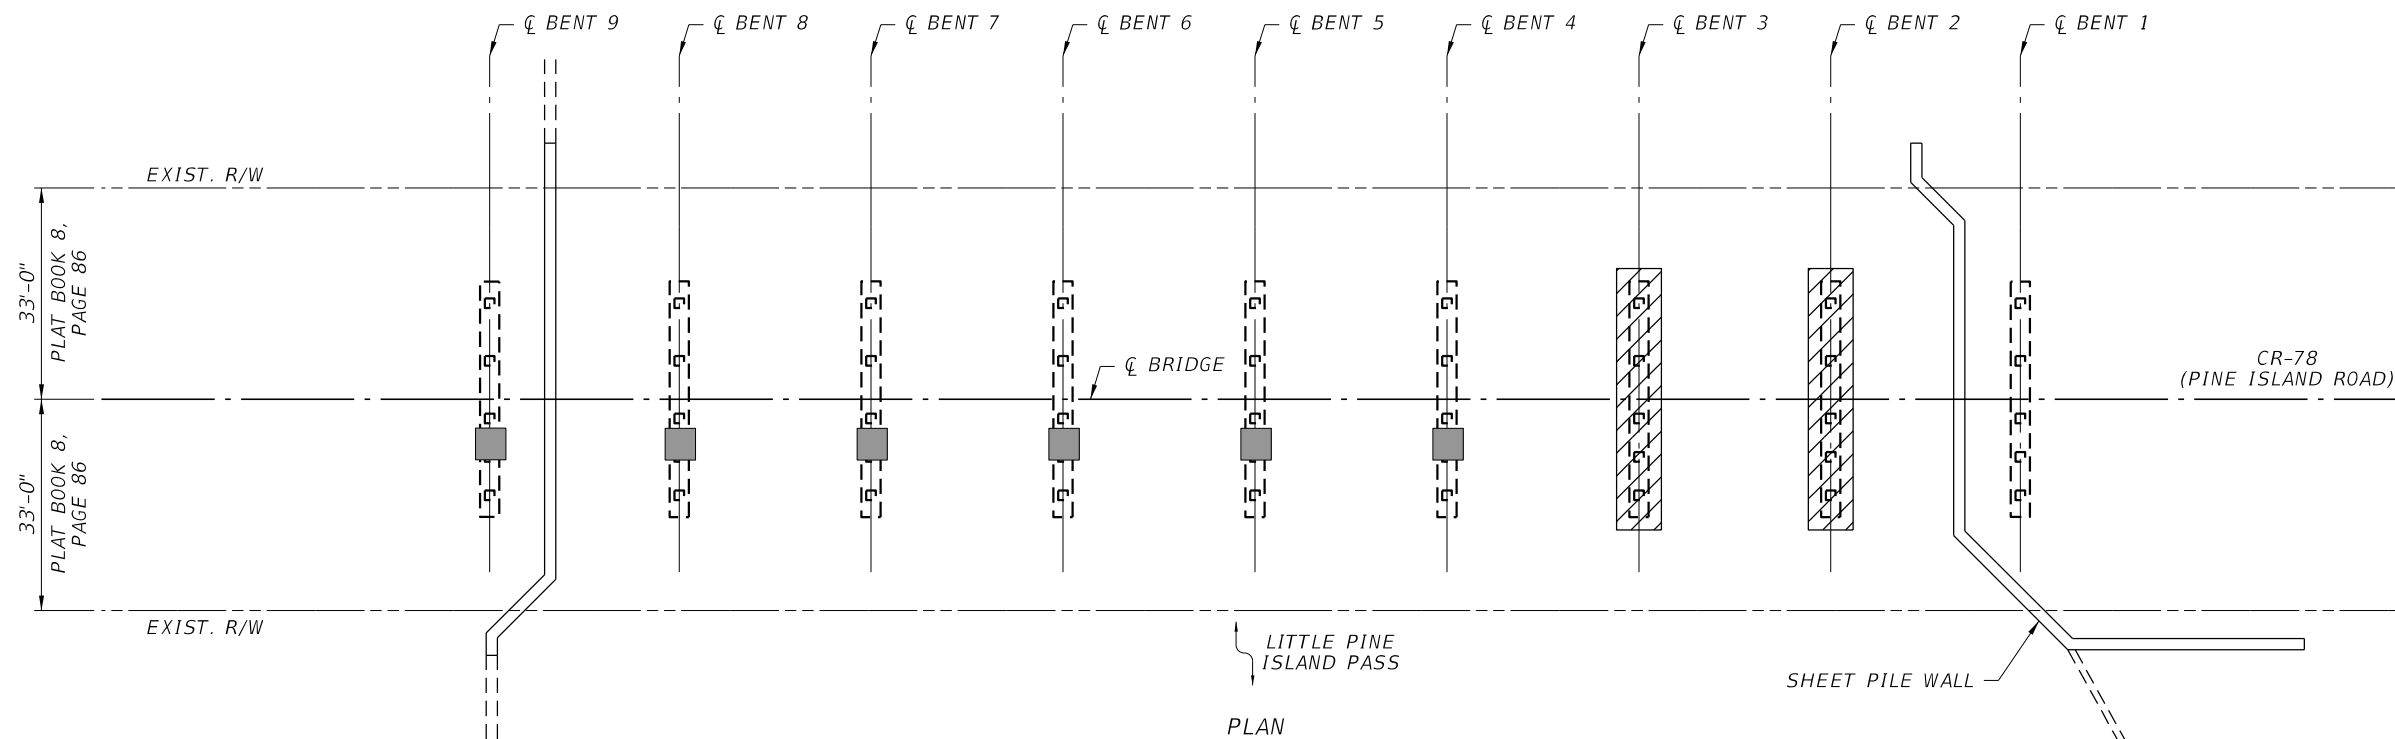 ℄ BENT 9
℄ BENT 8
℄ BENT 7
℄ BENT 6
℄ BENT 5
℄ BENT 4
℄ BENT 3
℄ BENT 2
℄ BENT 1
EXIST. R/W
33'-0"
PLAT BOOK 8,
PAGE 86
℄ BRIDGE
CR-78
(PINE ISLAND ROAD)
33'-0"
PLAT BOOK 8,
PAGE 86
EXIST. R/W
LITTLE PINE
ISLAND PASS
SHEET PILE WALL
PLAN